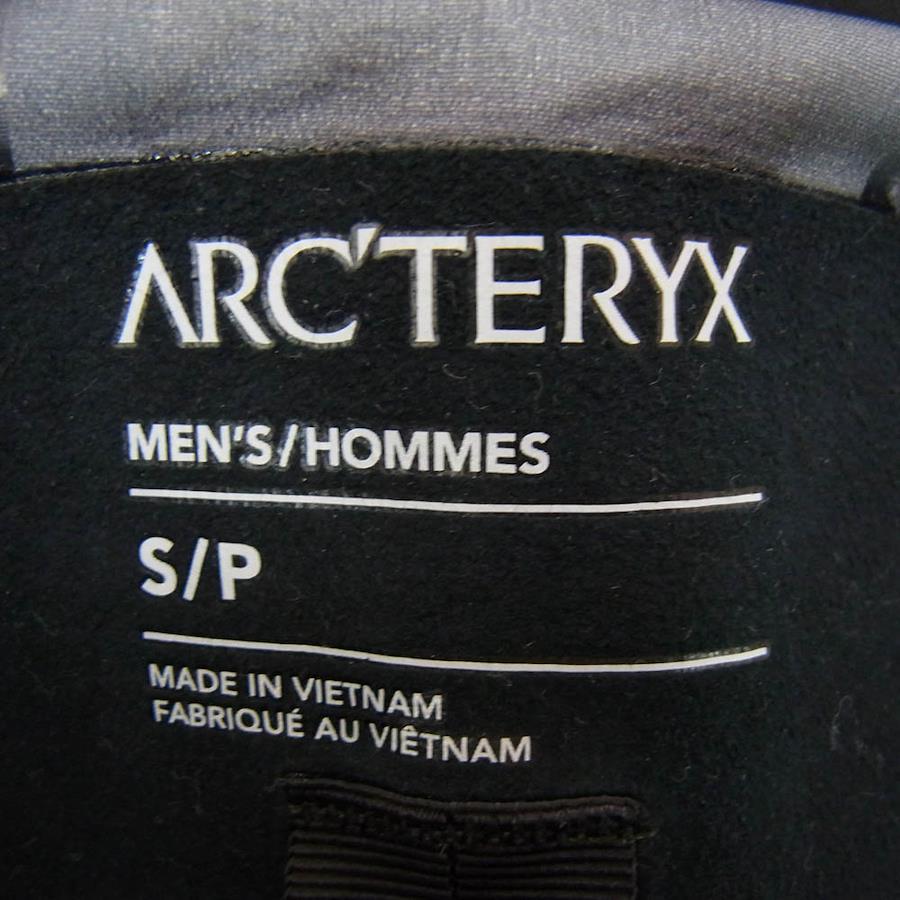 ARC'TERYX
MEN'S/HOMMES
S/P
MADE IN VIETNAM
FABRIQUÉ AU VIÊTNAM